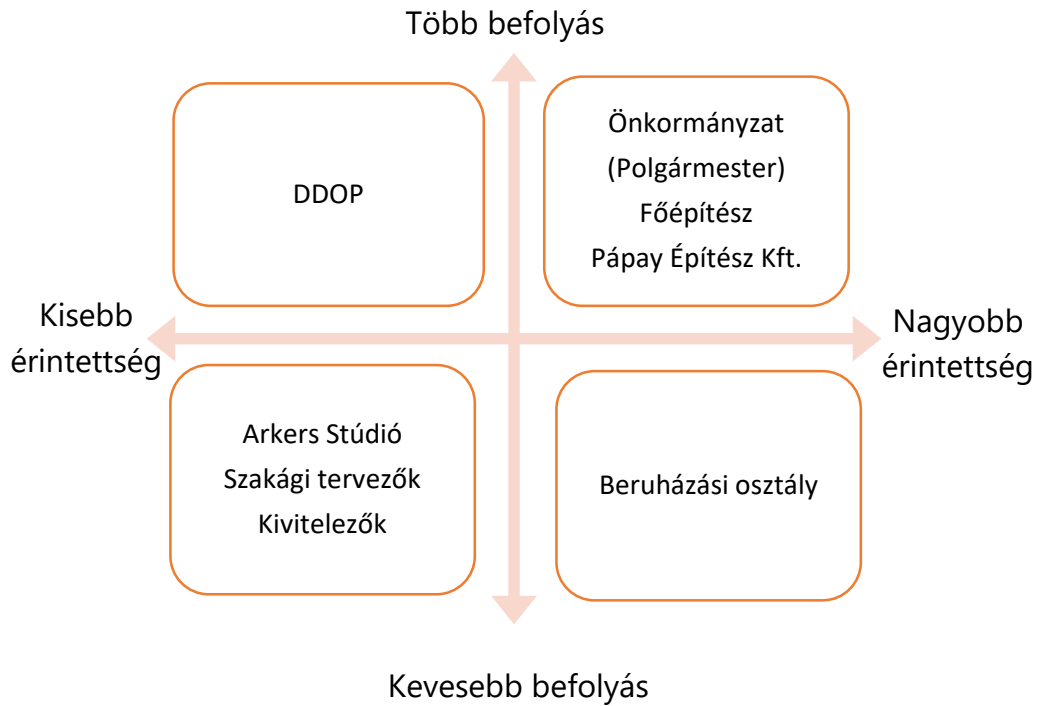 Több befolyás
DDOP
Önkormányzat
(Polgármester)
Főépítész
Pápay Építész Kft.
Kisebb
érintettség
Nagyobb
érintettség
Arkers Stúdió
Szakági tervezők
Kivitelezők
Beruházási osztály
Kevesebb befolyás